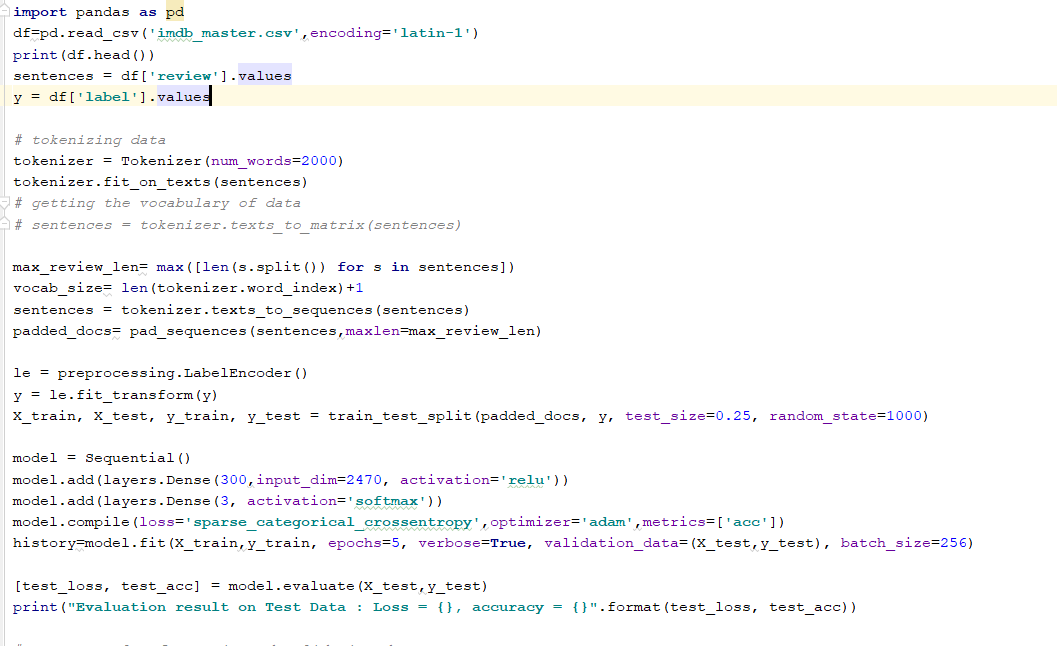 import pandas as pd
df=pd.read_csv('imdb_master.csv',encoding='latin-1')
print(df.head())
sentences = df['review'].values
y = df['label'].values
# tokenizing data
tokenizer = Tokenizer(num_words=2000)
tokenizer.fit_on_texts(sentences)
# getting the vocabulary of data
# sentences = tokenizer.texts_to_matrix(sentences)
max_review_len= max([len(s.split()) for s in sentences])
vocab_size= len(tokenizer.word_index)+1
sentences = tokenizer.texts_to_sequences(sentences)
padded_docs= pad_sequences(sentences,maxlen=max_review_len)
le = preprocessing.LabelEncoder()
y = le.fit_transform(y)
X_train, X_test, y_train, y_test = train_test_split(padded_docs, y, test_size=0.25, random_state=1000)
model = Sequential()
model.add(layers.Dense(300,input_dim=2470, activation='relu'))
model.add(layers.Dense(3, activation='softmax'))
model.compile(loss='sparse_categorical_crossentropy',optimizer='adam',metrics=['acc'])
history=model.fit(X_train,y_train, epochs=5, verbose=True, validation_data=(X_test,y_test), batch_size=256)
[test_loss, test_acc] = model.evaluate(X_test,y_test)
print("Evaluation result on Test Data : Loss = {}, accuracy = {}".format(test_loss, test_acc))